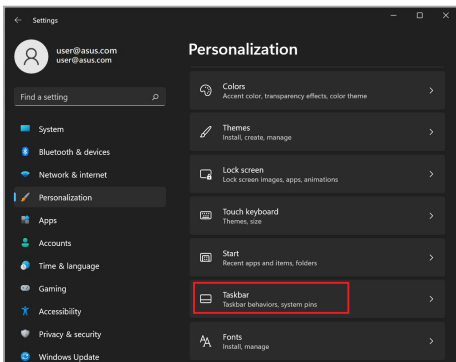 Settings
user@asus.com
user@asus.com
Find a setting
System
Bluetooth & devices
Network & internet
Personalization
Apps
Accounts
Time & language
Gaming
Accessibility
Privacy & security
Windows Update
Personalization
Colors
Accent color, transparency effects, color theme
Themes
Install, create, manage
Lock screen
Lock screen images, apps, animations
Touch keyboard
Themes, size
Start
Recent apps and items, folders
Taskbar
Taskbar behaviors, system pins
Fonts
Install, manage